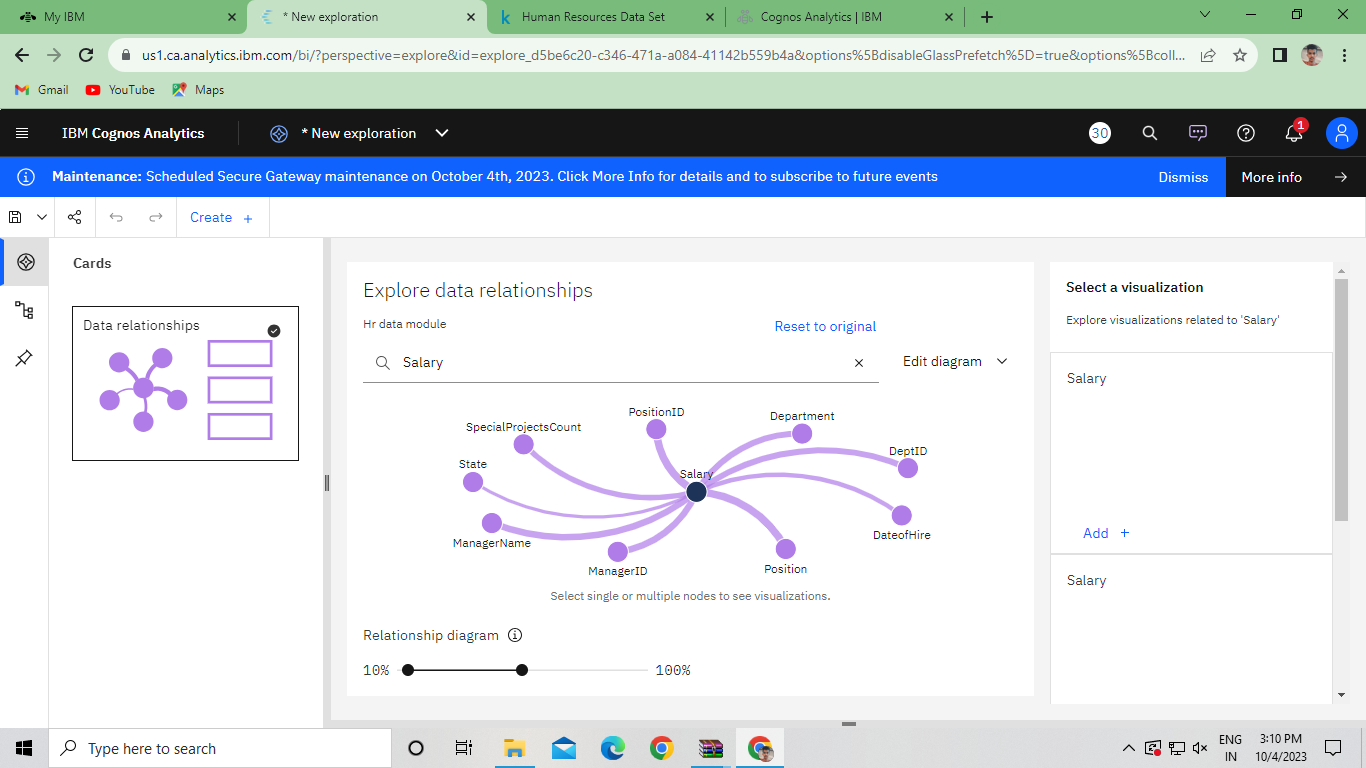 My IBM
* New exploration
Human Resources Data Set
Cognos Analytics | IBM
us1.ca.analytics.ibm.com/bi/?perspective=explore&id=explore_d5be6c20-c346-471a-a084-41142b559b4a&options%5BdisableGlassPrefetch%5D=true&options%5Bcoll...
Gmail
YouTube
Maps
IBM Cognos Analytics
* New exploration
30
1
Maintenance: Scheduled Secure Gateway maintenance on October 4th, 2023. Click More Info for details and to subscribe to future events
Dismiss
More info
Create +
Cards
Data relationships
Explore data relationships
Hr data module
Reset to original
Salary
Edit diagram
PositionID
Department
SpecialProjectsCount
DeptID
State
Salary
DateofHire
ManagerName
ManagerID
Position
Select single or multiple nodes to see visualizations.
Relationship diagram
10%
100%
Select a visualization
Explore visualizations related to 'Salary'
Salary
Add +
Salary
Type here to search
ENG
IN
3:10 PM
10/4/2023